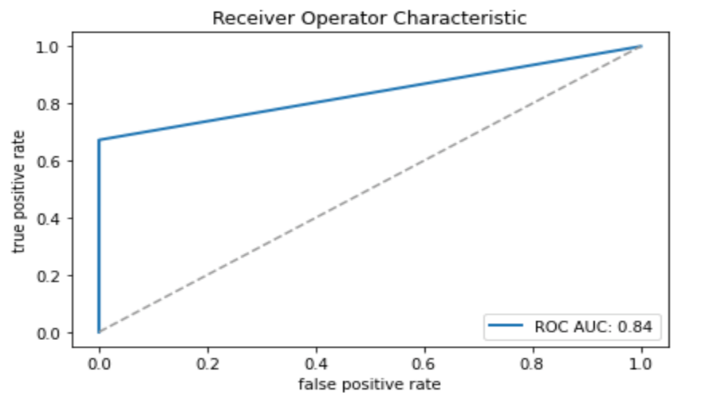 Receiver Operator Characteristic
1.0
0.8
0.6
0.4
0.2
0.0
true positive rate
ROC AUC: 0.84
0.0 0.2 0.4 0.6 0.8 1.0
false positive rate